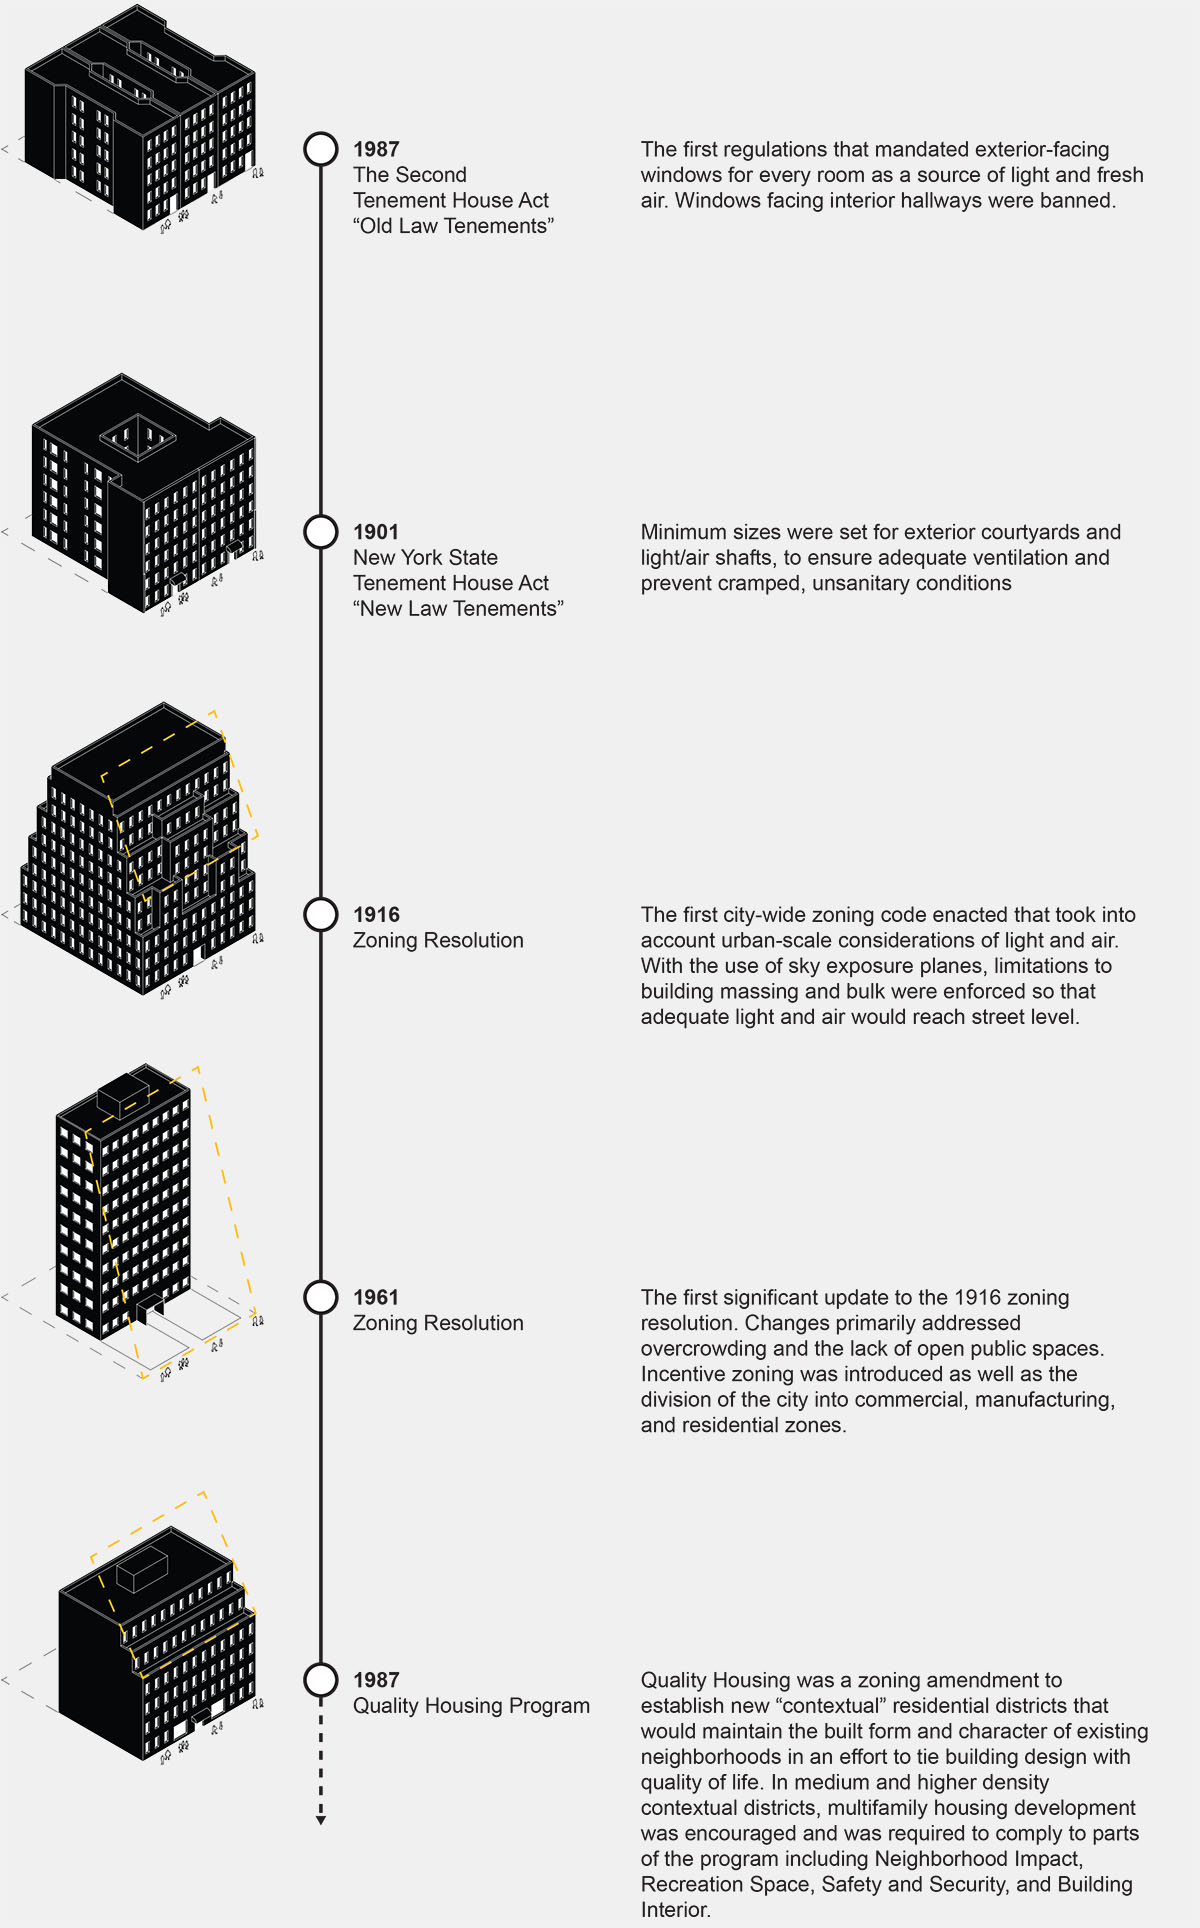 1987
The Second
Tenement House Act
“Old Law Tenements”
The first regulations that mandated exterior-facing
windows for every room as a source of light and fresh
air. Windows facing interior hallways were banned.
1901
New York State
Tenement House Act
“New Law Tenements”
Minimum sizes were set for exterior courtyards and
light/air shafts, to ensure adequate ventilation and
prevent cramped, unsanitary conditions
1916
Zoning Resolution
The first city-wide zoning code enacted that took into
account urban-scale considerations of light and air.
With the use of sky exposure planes, limitations to
building massing and bulk were enforced so that
adequate light and air would reach street level.
1961
Zoning Resolution
The first significant update to the 1916 zoning
resolution. Changes primarily addressed
overcrowding and the lack of open public spaces.
Incentive zoning was introduced as well as the
division of the city into commercial, manufacturing,
and residential zones.
1987
Quality Housing Program
Quality Housing was a zoning amendment to
establish new “contextual” residential districts that
would maintain the built form and character of existing
neighborhoods in an effort to tie building design with
quality of life. In medium and higher density
contextual districts, multifamily housing development
was encouraged and was required to comply to parts
of the program including Neighborhood Impact,
Recreation Space, Safety and Security, and Building
Interior.